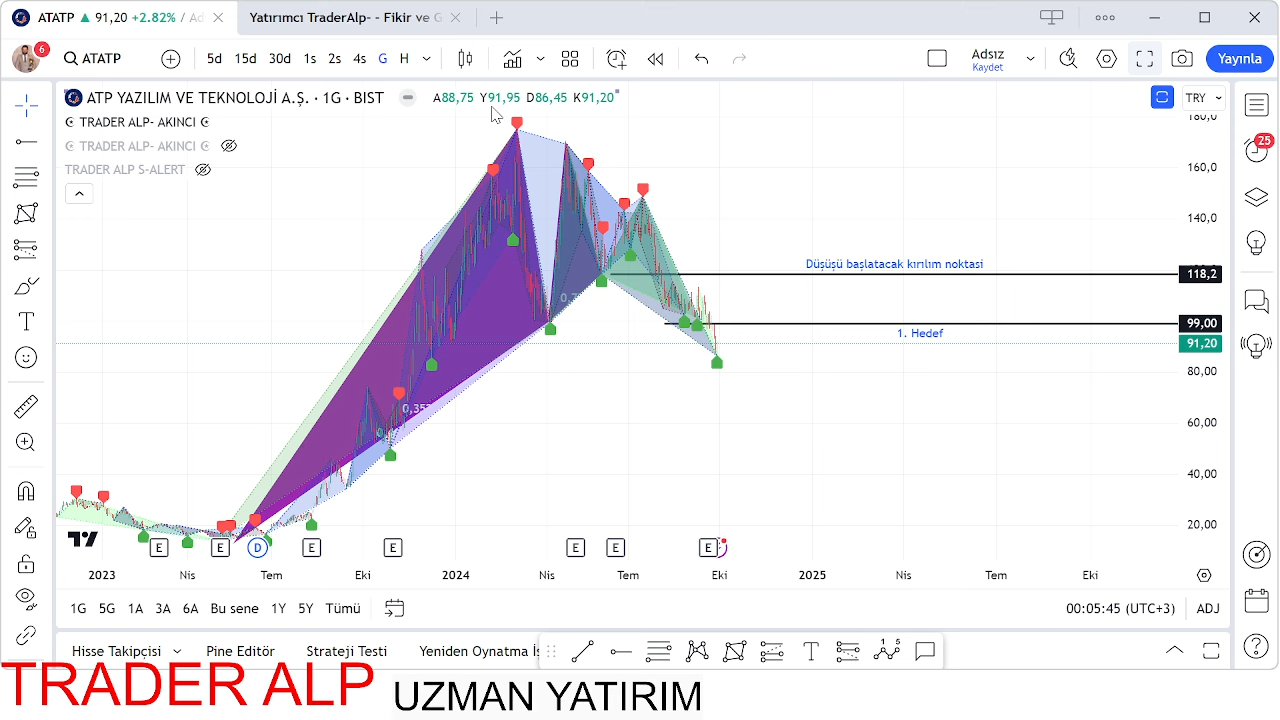 ATATP ▲ 91,20 +2.82% / Ad
Yatırımcı TraderAlp- - Fikir ve G
6
ATATP
5d 15d 30d 1s 2s 4s G H
Adsız
Kaydet
Yayınla
ATP YAZILIM VE TEKNOLOJİ A.Ş. · 1G · BIST
A88,75 Y91,95 D86,45 K91,20
TRY
TRADER ALP- AKINCI
TRADER ALP- AKINCI
TRADER ALP S-ALERT
25
180,0
160,0
140,0
Düşüşü başlatacak kırılım noktası
118,2
99,00
1. Hedef
91,20
80,00
60,00
40,00
20,00
0,35
E E D E E E E E
2023 Nis Tem Eki 2024 Nis Tem Eki 2025 Nis Tem Eki
1G 5G 1A 3A 6A Bu sene 1Y 5Y Tümü
00:05:45 (UTC+3) ADJ
Hisse Takipçisi Pine Editör Strateji Testi Yeniden Oynatma İş
TRADER ALP UZMAN YATIRIM